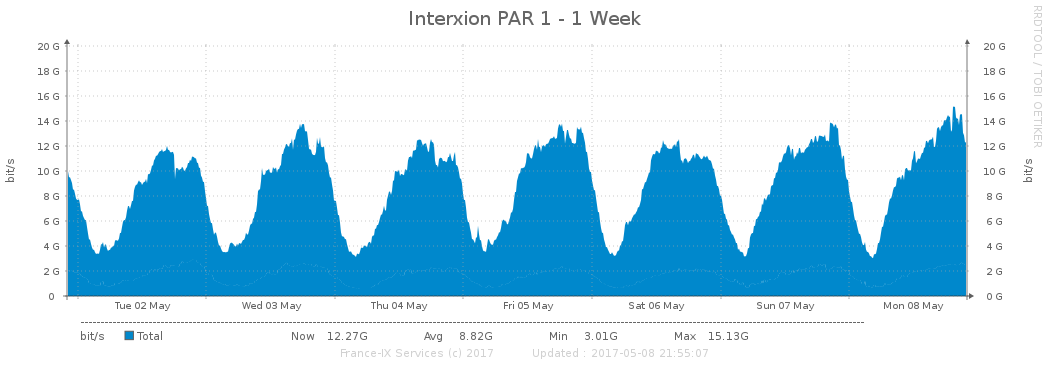 Interxion PAR 1 - 1 Week
RRDTOOL / TOBI OETIKER
bit/s
20 G
18 G
16 G
14 G
12 G
10 G
8 G
6 G
4 G
2 G
0
20 G
18 G
16 G
14 G
12 G
10 G
8 G
6 G
4 G
2 G
0 G
bit/s
Tue 02 May Wed 03 May Thu 04 May Fri 05 May Sat 06 May Sun 07 May Mon 08 May
bit/s Total Now 12.27G Avg 8.82G Min 3.01G Max 15.13G
France-IX Services (c) 2017 Updated : 2017-05-08 21:55:07